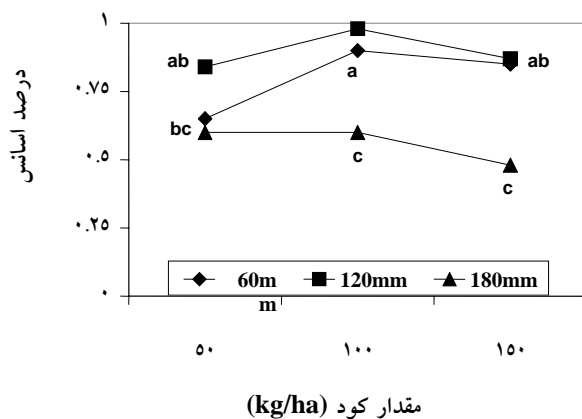 ۱
ab
a
ab
۰.۷۵
bc
c
c
۰.۵
۰.۲۵
درصد اسانس
60m
m
120mm
180mm
۰
۵۰
۱۰۰
۱۵۰
مقدار کود (kg/ha)